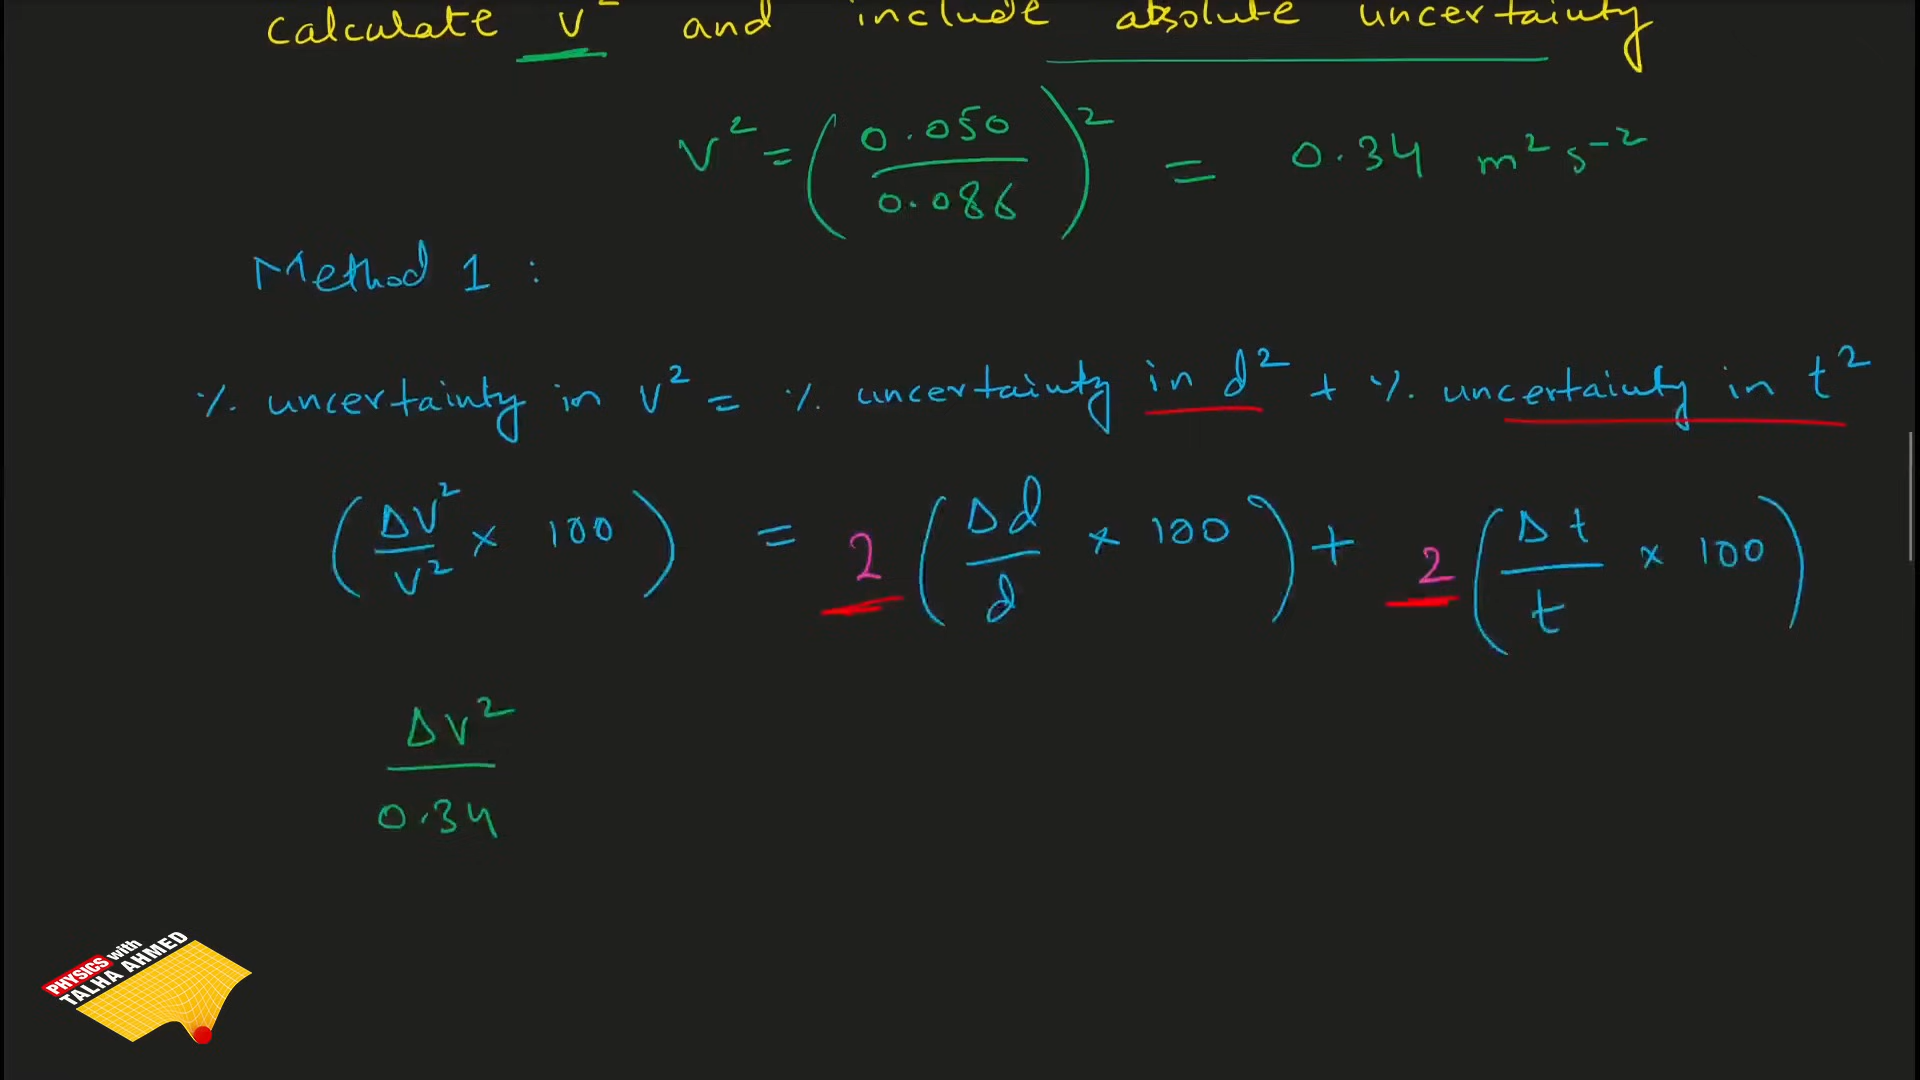 calculate v² and include absolute uncertainty
v² = (0.050 / 0.086)² = 0.34 m² s⁻²
Method 1 :
% uncertainty in v² = % uncertainty in d² + % uncertainty in t²
(Δv²/v² × 100) = 2 (Δd/d × 100) + 2 (Δt/t × 100)
Δv²
0.34
PHYSICS with
TALHA AHMED